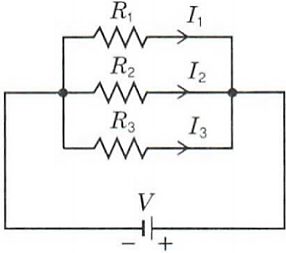 R₁ I₁
R₂ I₂
R₃ I₃
V
− +